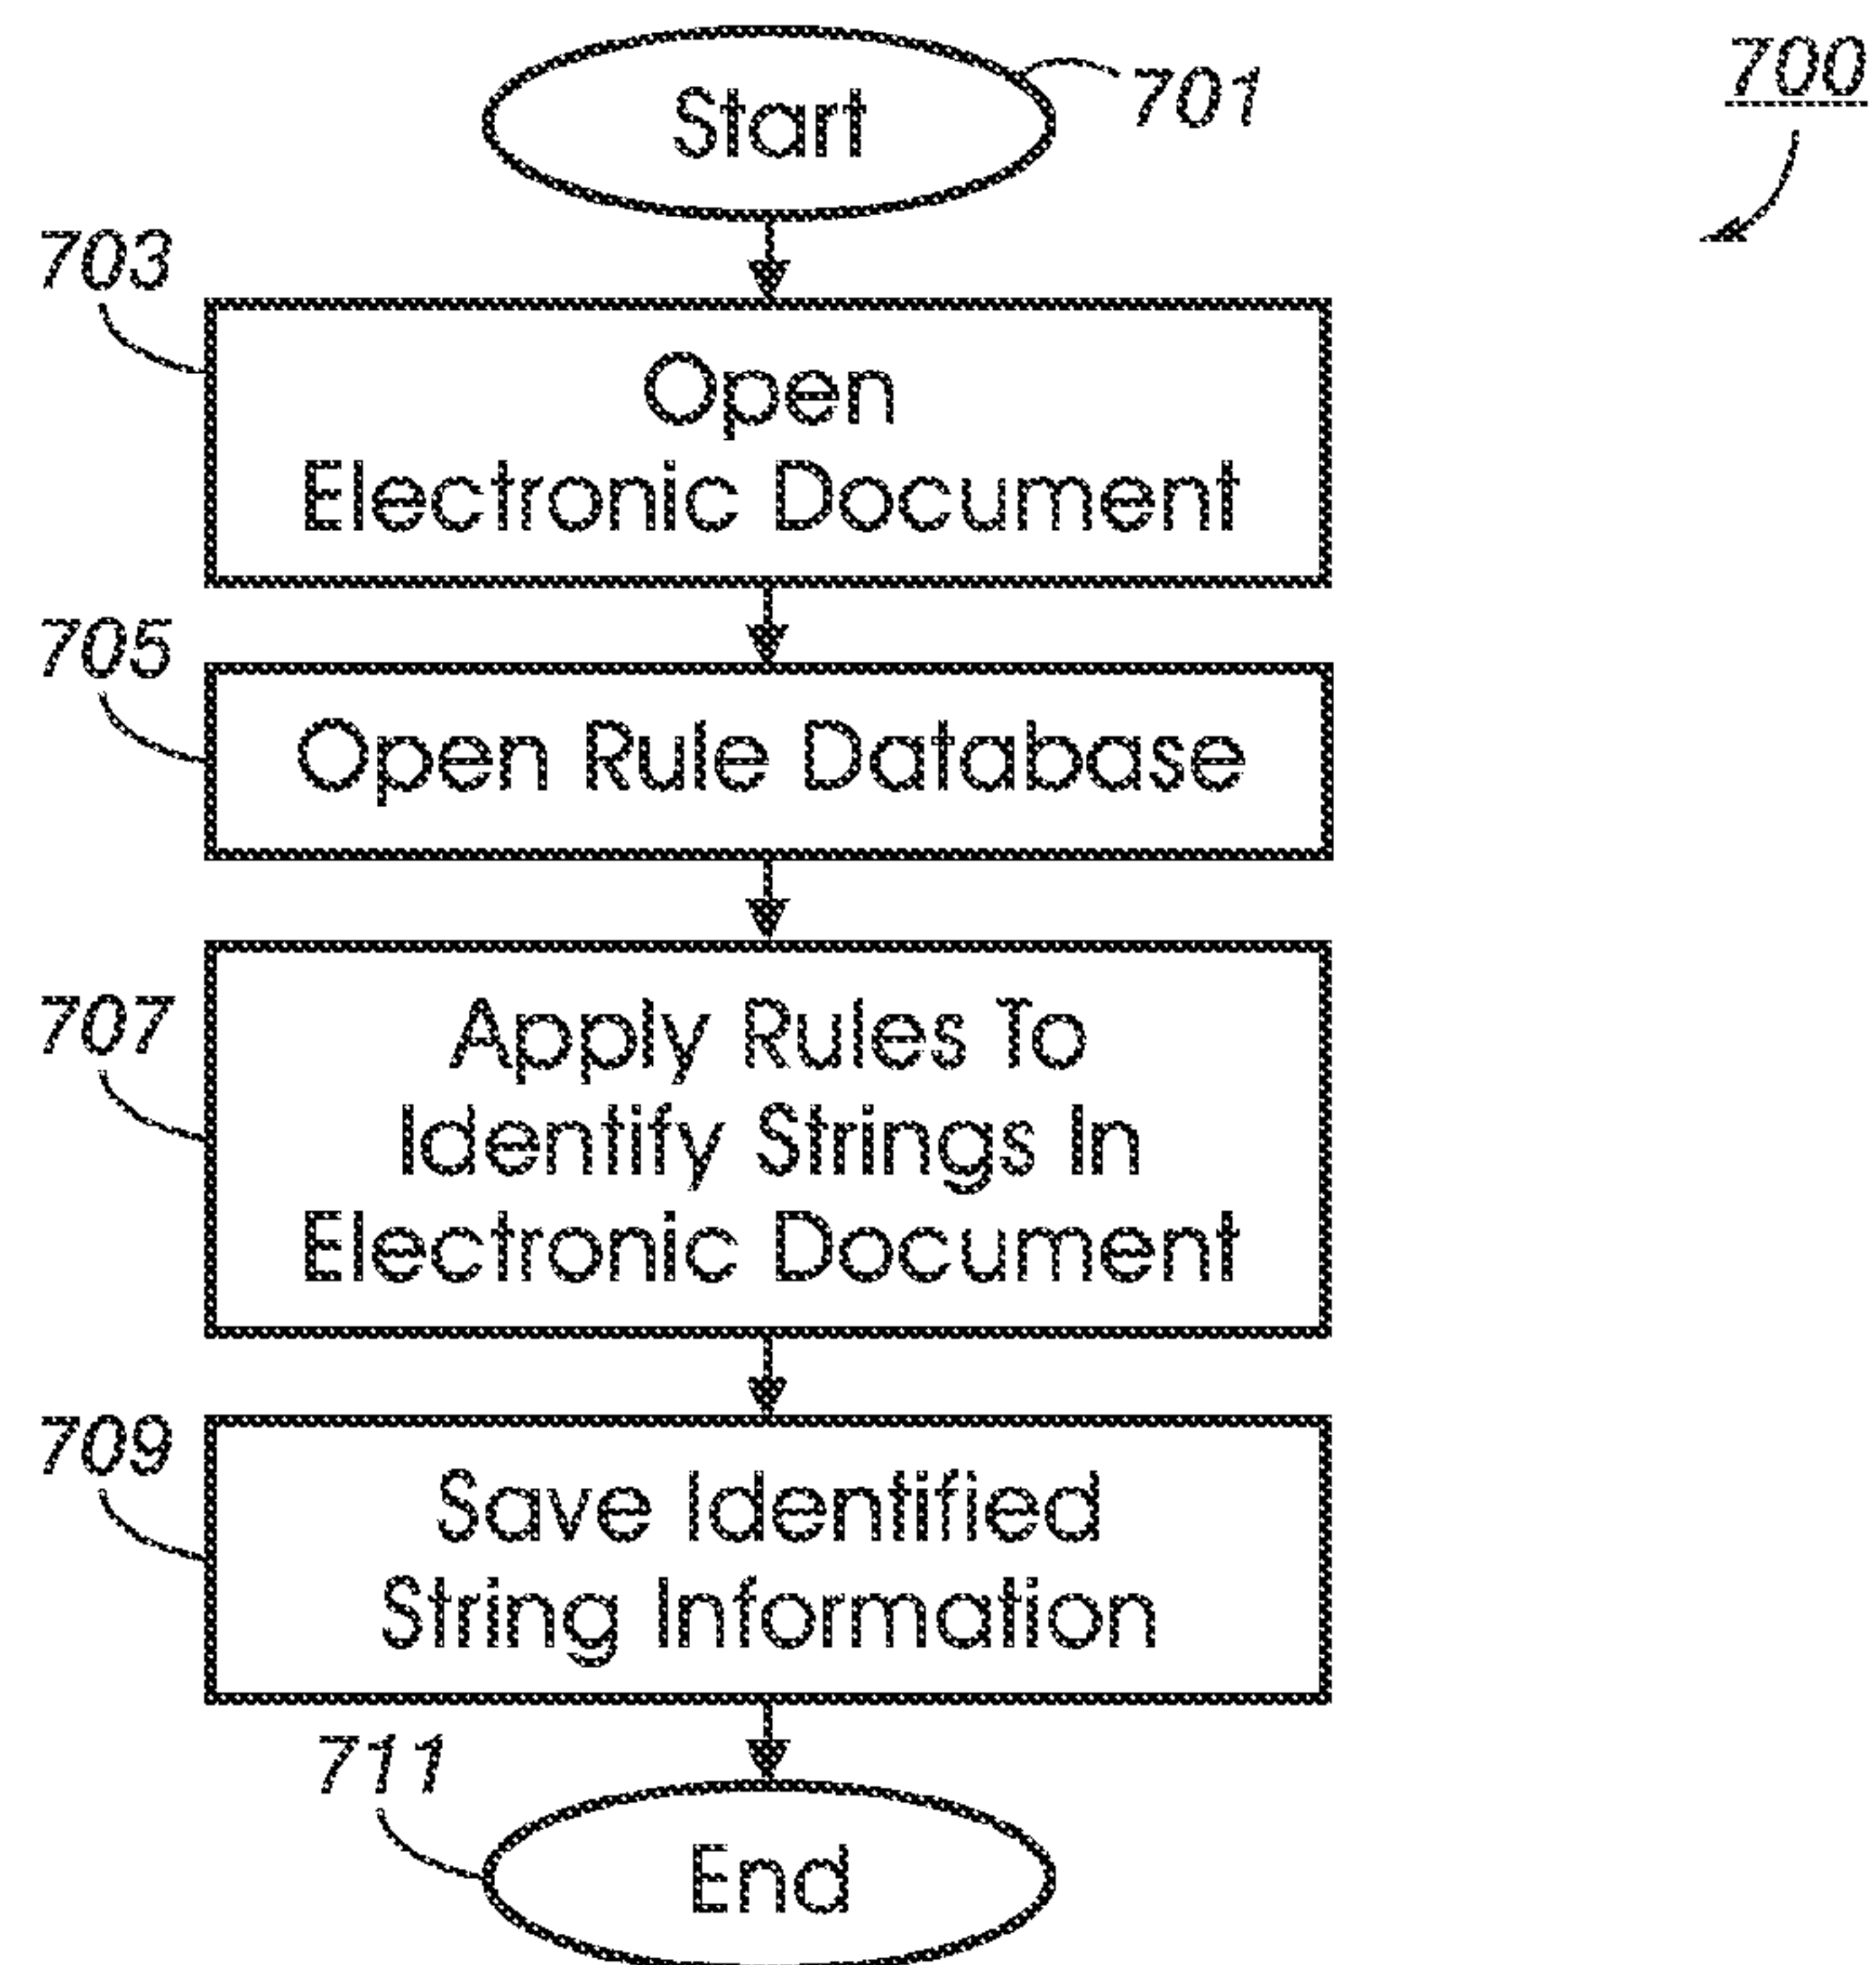 700
Start
701
703
Open
Electronic Document
705
Open Rule Database
707
Apply Rules To
Identify Strings In
Electronic Document
709
Save Identified
String Information
711
End